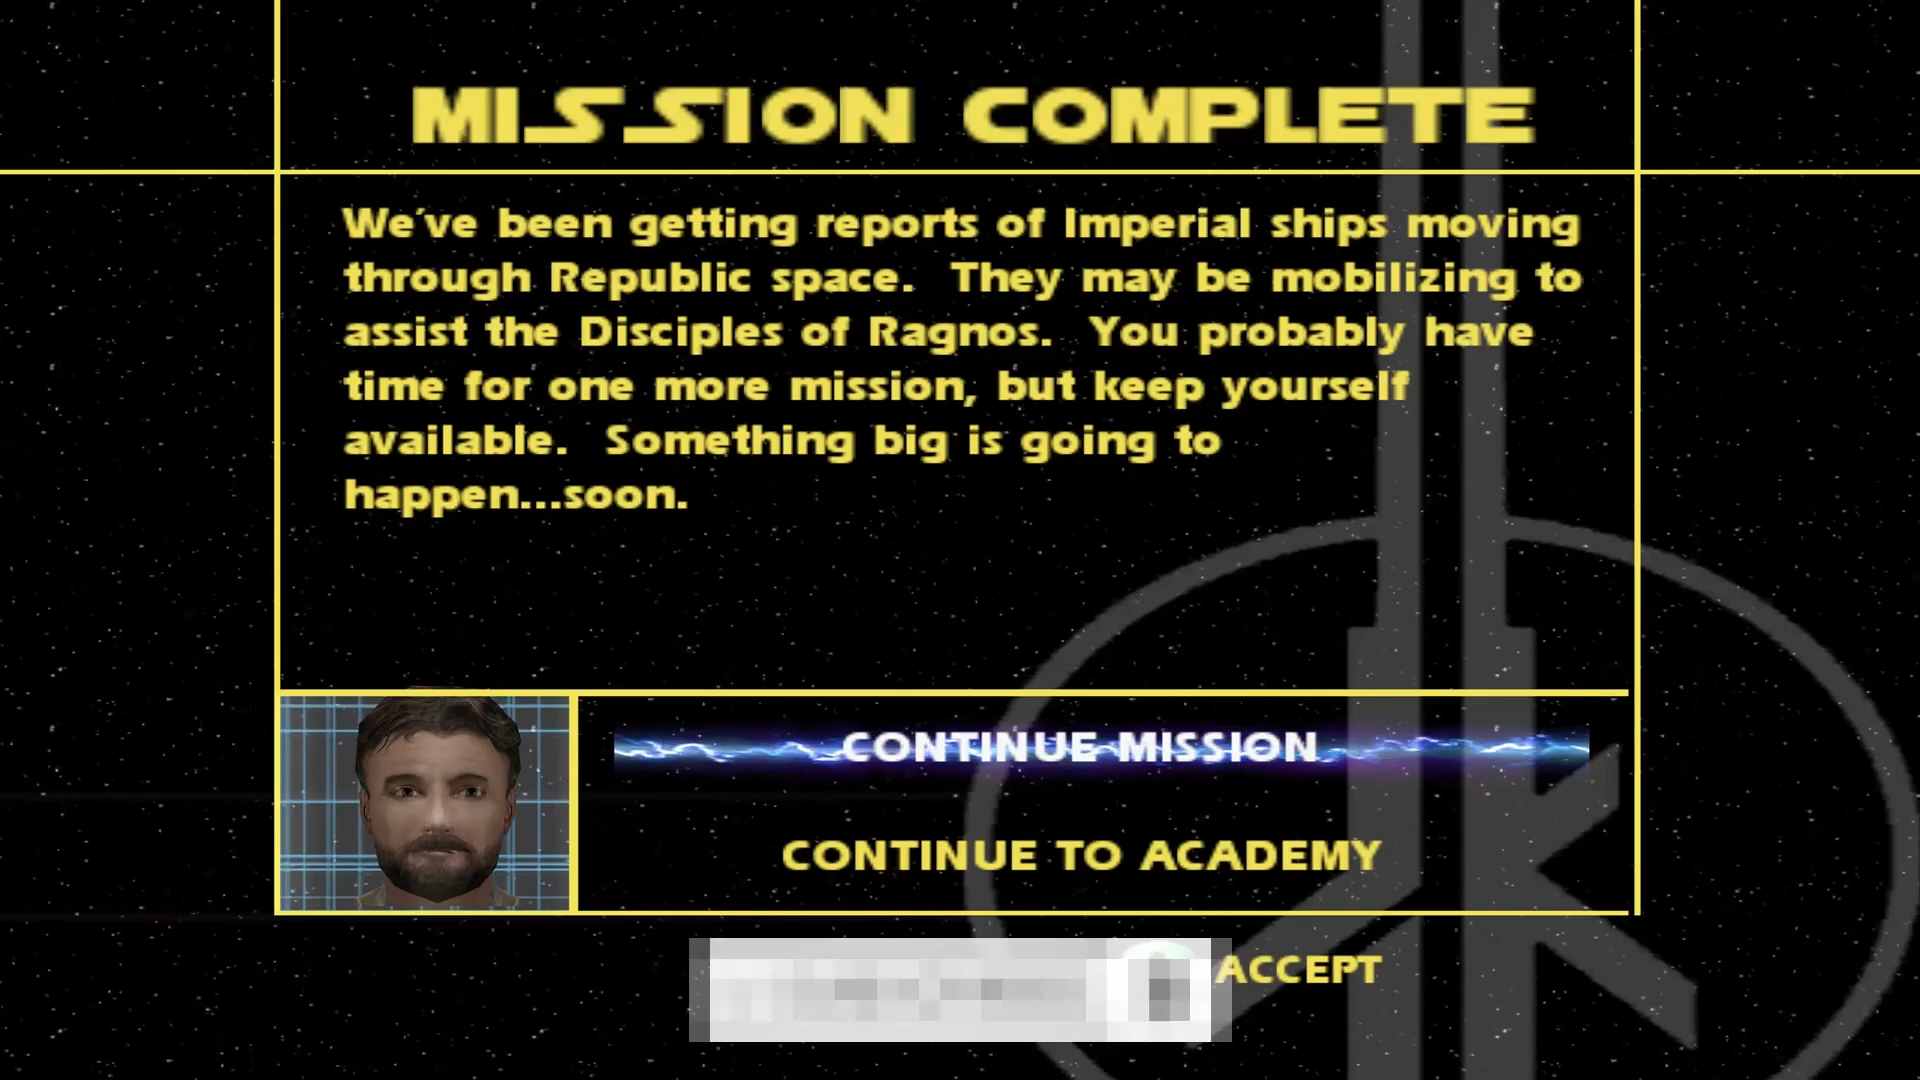 MISSION COMPLETE
We've been getting reports of Imperial ships moving
through Republic space. They may be mobilizing to
assist the Disciples of Ragnos. You probably have
time for one more mission, but keep yourself
available. Something big is going to
happen...soon.
CONTINUE MISSION
CONTINUE TO ACADEMY
ACCEPT